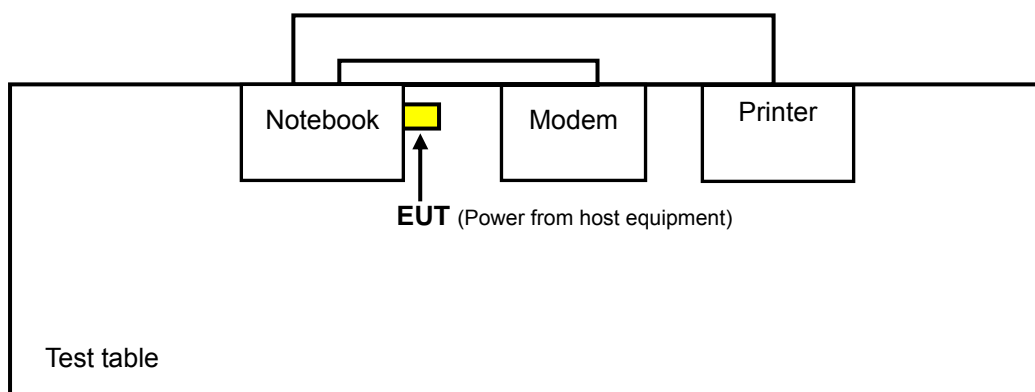 Notebook
Modem
Printer
EUT (Power from host equipment)
Test table